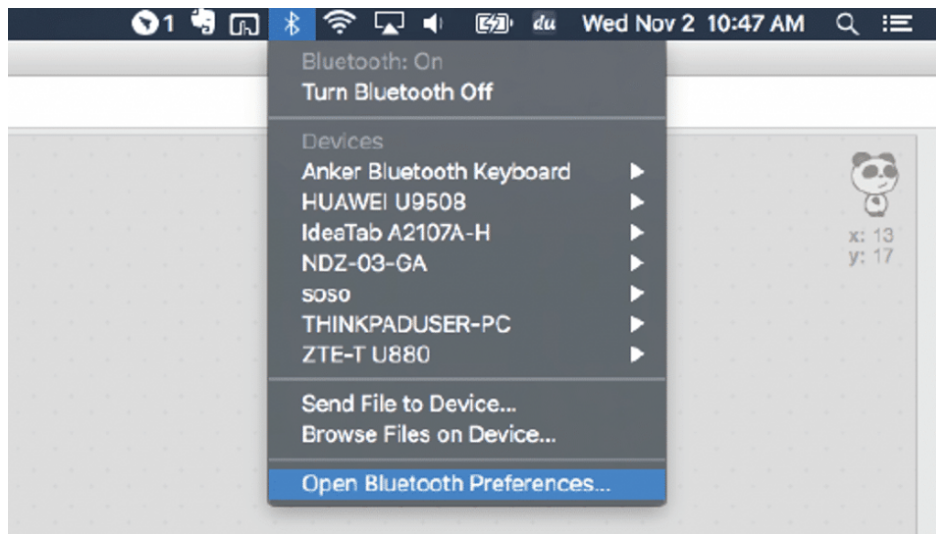 1 du Wed Nov 2 10:47 AM
Bluetooth: On
Turn Bluetooth Off
Devices
Anker Bluetooth Keyboard
HUAWEI U9508
IdeaTab A2107A-H
NDZ-03-GA
soso
THINKPADUSER-PC
ZTE-T U880
Send File to Device...
Browse Files on Device...
Open Bluetooth Preferences...
x: 13
y: 17